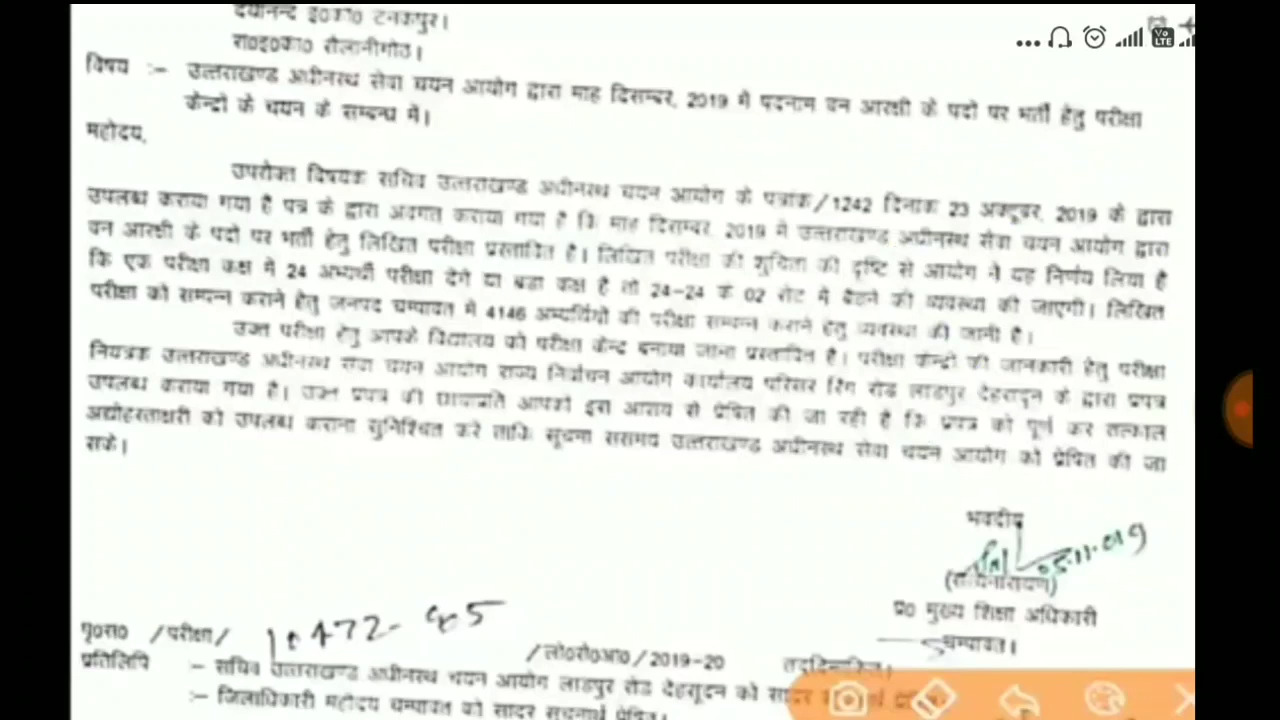 दयानन्द इ०का० टनकपुर।
रा०इ०का० सैलानीगोठ।
विषय :- उत्तराखण्ड अधीनस्थ सेवा चयन आयोग द्वारा माह दिसम्बर, 2019 में पदनाम वन आरक्षी के पदो पर भर्ती हेतु परीक्षा
केन्द्रों के चयन के सम्बन्ध में।
महोदय,
उपरोक्त विषयक सचिव उत्तराखण्ड अधीनस्थ चयन आयोग के पत्रांक/1242 दिनांक 23 अक्टूबर, 2019 के द्वारा
उपलब्ध कराया गया है पत्र के द्वारा अवगत कराया गया है कि माह दिसम्बर, 2019 में उत्तराखण्ड अधीनस्थ सेवा चयन आयोग द्वारा
वन आरक्षी के पदो पर भर्ती हेतु लिखित परीक्षा प्रस्तावित है। लिखित परीक्षा की शुचिता की दृष्टि से आयोग ने यह निर्णय लिया है
कि एक परीक्षा कक्ष में 24 अभ्यर्थी परीक्षा देगे या बडा कक्ष है तो 24-24 के 02 सेट में बैठने की व्यवस्था की जाएगी। लिखित
परीक्षा को सम्पन्न कराने हेतु जनपद चम्पावत में 4146 अभ्यर्थियों की परीक्षा सम्पन्न कराने हेतु व्यवस्था की जानी है।
उक्त परीक्षा हेतु आपके विद्यालय को परीक्षा केन्द्र बनाया जाना प्रस्तावित है। परीक्षा केन्द्रों की जानकारी हेतु परीक्षा
नियंत्रक उत्तराखण्ड अधीनस्थ सेवा चयन आयोग राज्य निर्वाचन आयोग कार्यालय परिसर रिंग रोड लाडपुर देहरादून के द्वारा प्रपत्र
उपलब्ध कराया गया है। उक्त प्रपत्र की छायाप्रति आपको इस आशय से प्रेषित की जा रही है कि प्रपत्र को पूर्ण कर तत्काल
अद्योहस्ताक्षरी को उपलब्ध कराना सुनिश्चित करे ताकि सूचना ससमय उत्तराखण्ड अधीनस्थ सेवा चयन आयोग को प्रेषित की जा
सके।
भवदीय
05.11.019
प्र० मुख्य शिक्षा अधिकारी
चम्पावत।
पृ०सं० /परीक्षा/ /लो०से०आ०/2019-20 तद्दिनांकित।
प्रतिलिपि :- सचिव उत्तराखण्ड अधीनस्थ चयन आयोग लाडपुर रोड देहरादून को सादर
:- जिलाधिकारी महोदय चम्पावत को सादर सूचनार्थ प्रेषित।